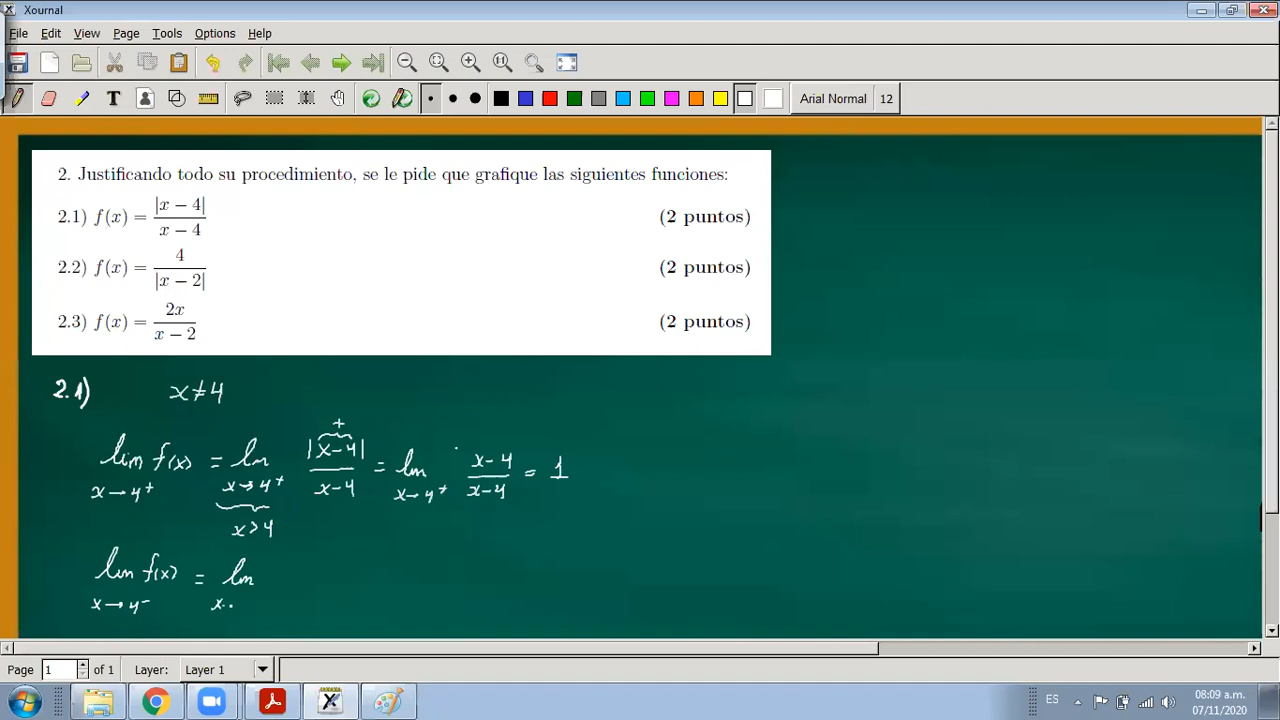 Xournal
File Edit View Page Tools Options Help
Arial Normal 12
2. Justificando todo su procedimiento, se le pide que grafique las siguientes funciones:
2.1) f(x) = |x − 4| / x − 4 (2 puntos)
2.2) f(x) = 4 / |x − 2| (2 puntos)
2.3) f(x) = 2x / x − 2 (2 puntos)
2.1) x ≠ 4
lim x→4+ f(x) = lim x→4+ |x-4| / x-4 = lim x→4+ x-4 / x-4 = 1
+
x > 4
lim x→4- f(x) = lim x
Page 1 of 1 Layer: Layer 1
ES 08:09 a.m.
07/11/2020